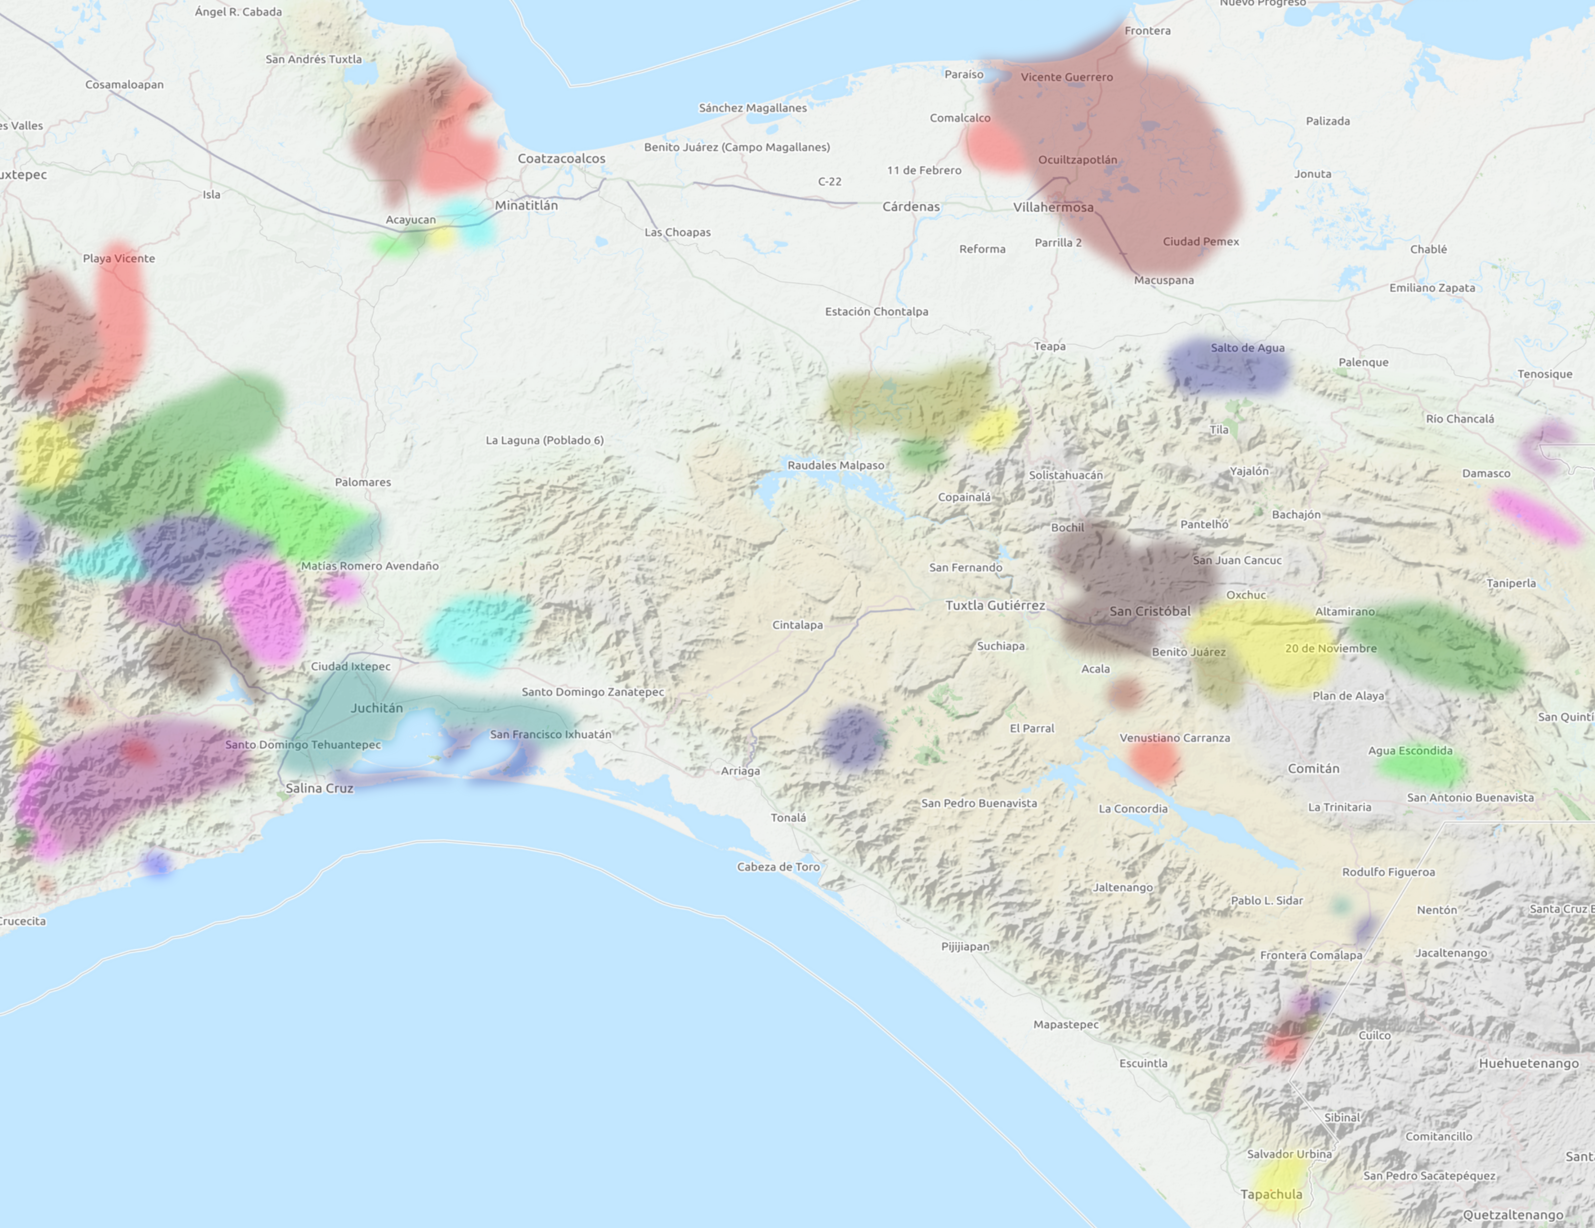 Nuevo Progreso
Ángel R. Cabada
Frontera
San Andrés Tuxtla
Paraíso
Vicente Guerrero
Cosamaloapan
Sánchez Magallanes
Comalcalco
Palizada
es Valles
Benito Juárez (Campo Magallanes)
Coatzacoalcos
Ocuiltzapotlán
11 de Febrero
Jonuta
uxtepec
C-22
Isla
Minatitlán
Cárdenas
Villahermosa
Acayucan
Las Choapas
Parrilla 2
Ciudad Pemex
Reforma
Chablé
Playa Vicente
Macuspana
Emiliano Zapata
Estación Chontalpa
Teapa
Salto de Agua
Palenque
Tenosique
Río Chancalá
Tila
La Laguna (Poblado 6)
Raudales Malpaso
Solistahuacán
Yajalón
Damasco
Palomares
Copainalá
Bachajón
Bochil
Pantelhó
San Juan Cancuc
Matías Romero Avendaño
San Fernando
Taniperla
Oxchuc
Tuxtla Gutiérrez
San Cristóbal
Altamirano
Cintalapa
Suchiapa
Benito Juárez
20 de Noviembre
Ciudad Ixtepec
Acala
Santo Domingo Zanatepec
Plan de Ayala
Juchitán
San Quintí
El Parral
San Francisco Ixhuatán
Venustiano Carranza
Santo Domingo Tehuantepec
Agua Escondida
Arriaga
Comitán
Salina Cruz
San Antonio Buenavista
San Pedro Buenavista
La Concordia
La Trinitaria
Tonalá
Cabeza de Toro
Rodulfo Figueroa
Jaltenango
Pablo L. Sidar
Nentón
Santa Cruz B
Crucecita
Pijijiapan
Frontera Comalapa
Jacaltenango
Mapastepec
Cuilco
Escuintla
Huehuetenango
Sibinal
Comitancillo
Salvador Urbina
Sant
San Pedro Sacatepéquez
Tapachula
Quetzaltenango